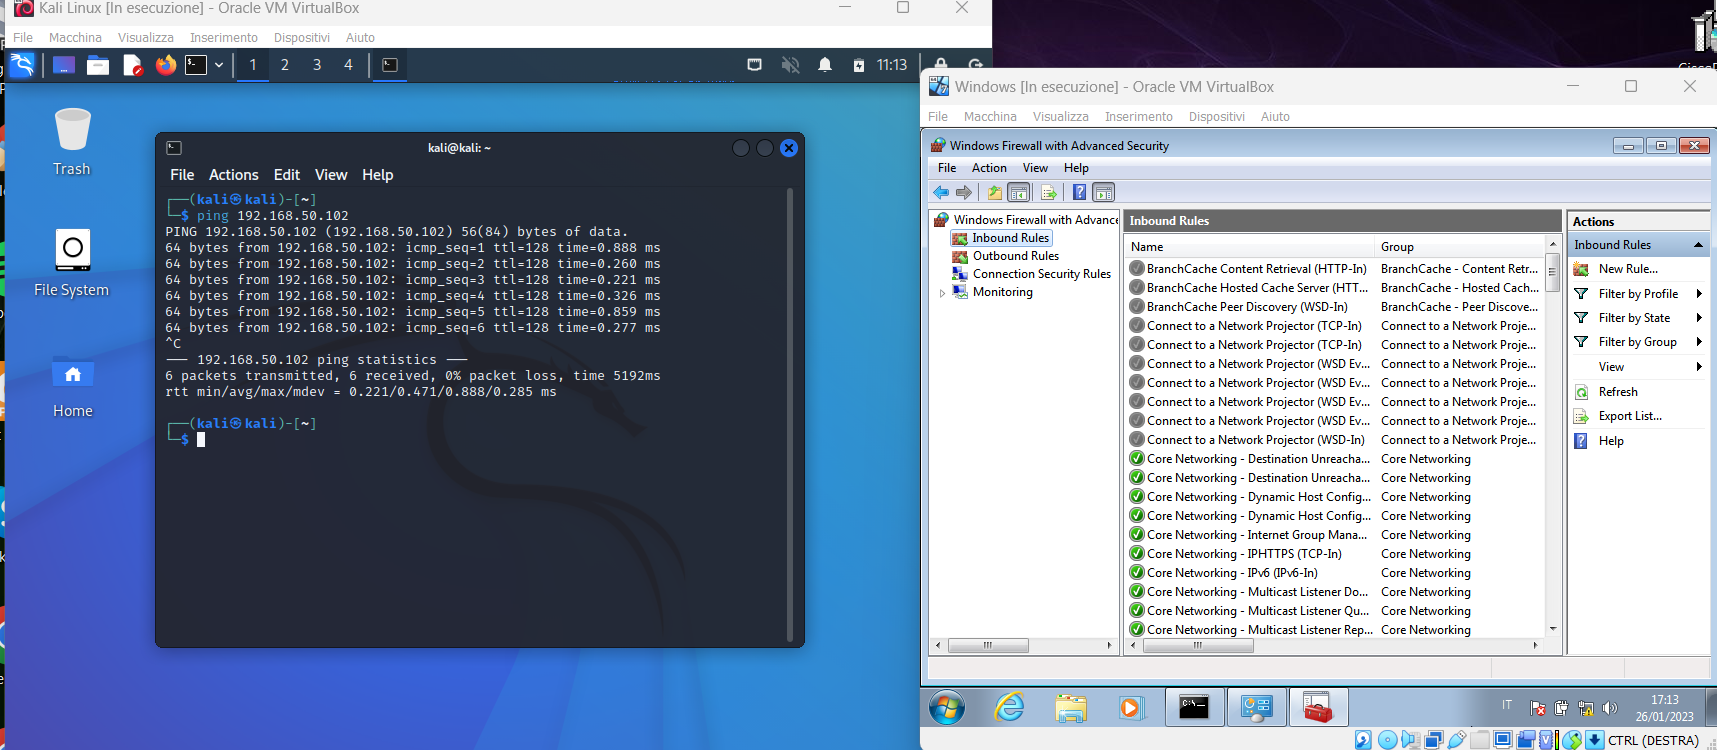 Kali Linux [In esecuzione] - Oracle VM VirtualBox
File Macchina Visualizza Inserimento Dispositivi Aiuto
1 2 3 4 11:13
Trash
File System
Home
kali@kali: ~
File Actions Edit View Help
┌──(kali㉿kali)-[~]
└─$ ping 192.168.50.102
PING 192.168.50.102 (192.168.50.102) 56(84) bytes of data.
64 bytes from 192.168.50.102: icmp_seq=1 ttl=128 time=0.888 ms
64 bytes from 192.168.50.102: icmp_seq=2 ttl=128 time=0.260 ms
64 bytes from 192.168.50.102: icmp_seq=3 ttl=128 time=0.221 ms
64 bytes from 192.168.50.102: icmp_seq=4 ttl=128 time=0.326 ms
64 bytes from 192.168.50.102: icmp_seq=5 ttl=128 time=0.859 ms
64 bytes from 192.168.50.102: icmp_seq=6 ttl=128 time=0.277 ms
^C
--- 192.168.50.102 ping statistics ---
6 packets transmitted, 6 received, 0% packet loss, time 5192ms
rtt min/avg/max/mdev = 0.221/0.471/0.888/0.285 ms
┌──(kali㉿kali)-[~]
└─$
Windows [In esecuzione] - Oracle VM VirtualBox
File Macchina Visualizza Inserimento Dispositivi Aiuto
Windows Firewall with Advanced Security
File Action View Help
Windows Firewall with Advance
Inbound Rules
Outbound Rules
Connection Security Rules
Monitoring
Inbound Rules
Name Group
BranchCache Content Retrieval (HTTP-In) BranchCache - Content Retr...
BranchCache Hosted Cache Server (HTT... BranchCache - Hosted Cach...
BranchCache Peer Discovery (WSD-In) BranchCache - Peer Discove...
Connect to a Network Projector (TCP-In) Connect to a Network Proje...
Connect to a Network Projector (TCP-In) Connect to a Network Proje...
Connect to a Network Projector (WSD Ev... Connect to a Network Proje...
Connect to a Network Projector (WSD Ev... Connect to a Network Proje...
Connect to a Network Projector (WSD Ev... Connect to a Network Proje...
Connect to a Network Projector (WSD Ev... Connect to a Network Proje...
Connect to a Network Projector (WSD-In) Connect to a Network Proje...
Core Networking - Destination Unreacha... Core Networking
Core Networking - Destination Unreacha... Core Networking
Core Networking - Dynamic Host Config... Core Networking
Core Networking - Dynamic Host Config... Core Networking
Core Networking - Internet Group Mana... Core Networking
Core Networking - IPHTTPS (TCP-In) Core Networking
Core Networking - IPv6 (IPv6-In) Core Networking
Core Networking - Multicast Listener Do... Core Networking
Core Networking - Multicast Listener Qu... Core Networking
Core Networking - Multicast Listener Rep... Core Networking
Actions
Inbound Rules
New Rule...
Filter by Profile
Filter by State
Filter by Group
View
Refresh
Export List...
Help
IT 17:13
26/01/2023
CTRL (DESTRA)